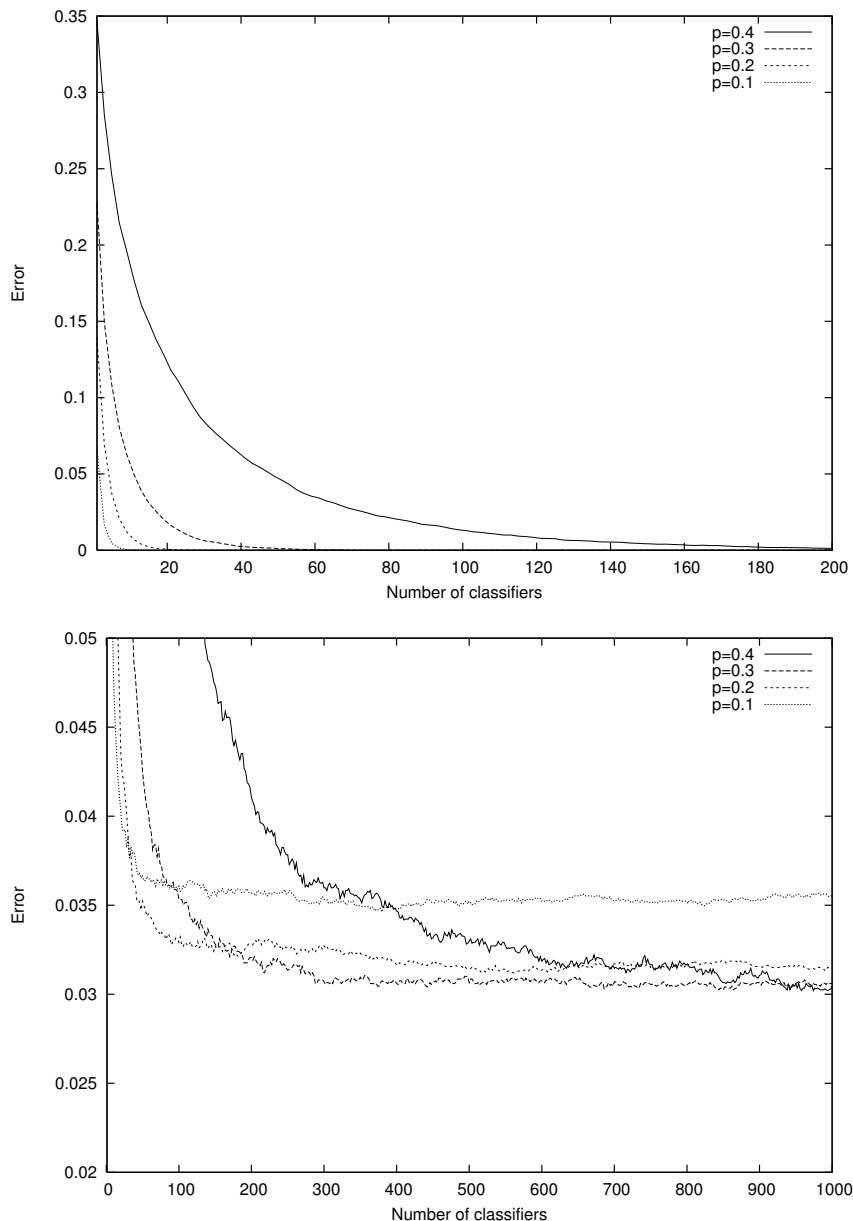 0.35
p=0.4
p=0.3
p=0.2
p=0.1
0.3
0.25
0.2
0.15
0.1
0.05
0
Error
20 40 60 80 100 120 140 160 180 200
Number of classifiers
0.05
p=0.4
p=0.3
p=0.2
p=0.1
0.045
0.04
0.035
0.03
0.025
0.02
Error
0 100 200 300 400 500 600 700 800 900 1000
Number of classifiers